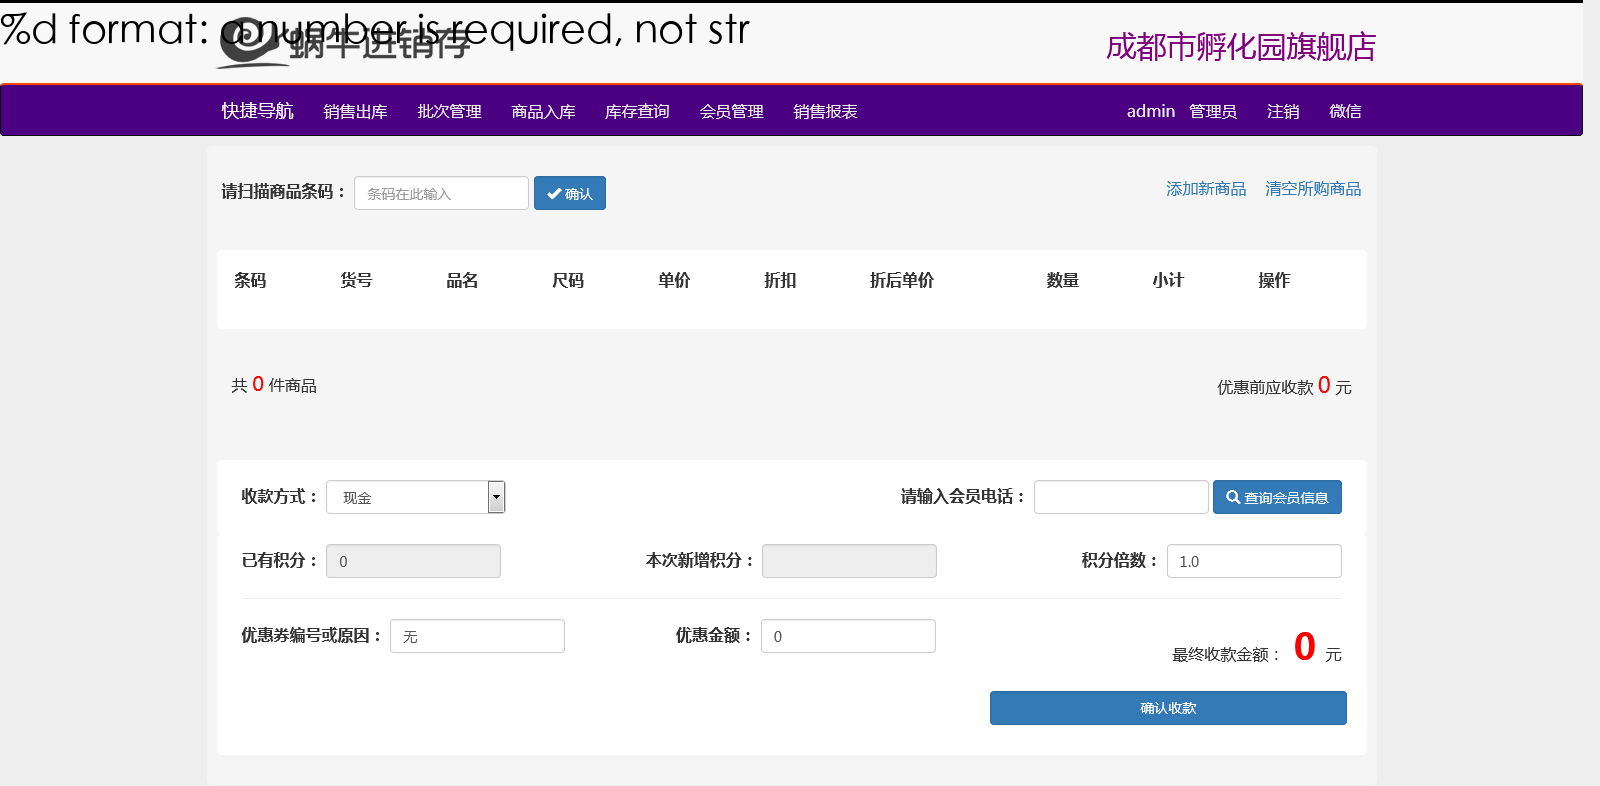 %d format: a number is required, not str
蜗牛进销存
成都市孵化园旗舰店
快捷导航 销售出库 批次管理 商品入库 库存查询 会员管理 销售报表 admin 管理员 注销 微信
请扫描商品条码： 条码在此输入 确认 添加新商品 清空所购商品
条码 货号 品名 尺码 单价 折扣 折后单价 数量 小计 操作
共 0 件商品 优惠前应收款 0 元
收款方式： 现金 请输入会员电话： 查询会员信息
已有积分： 0 本次新增积分： 积分倍数： 1.0
优惠券编号或原因： 无 优惠金额： 0
最终收款金额： 0 元
确认收款